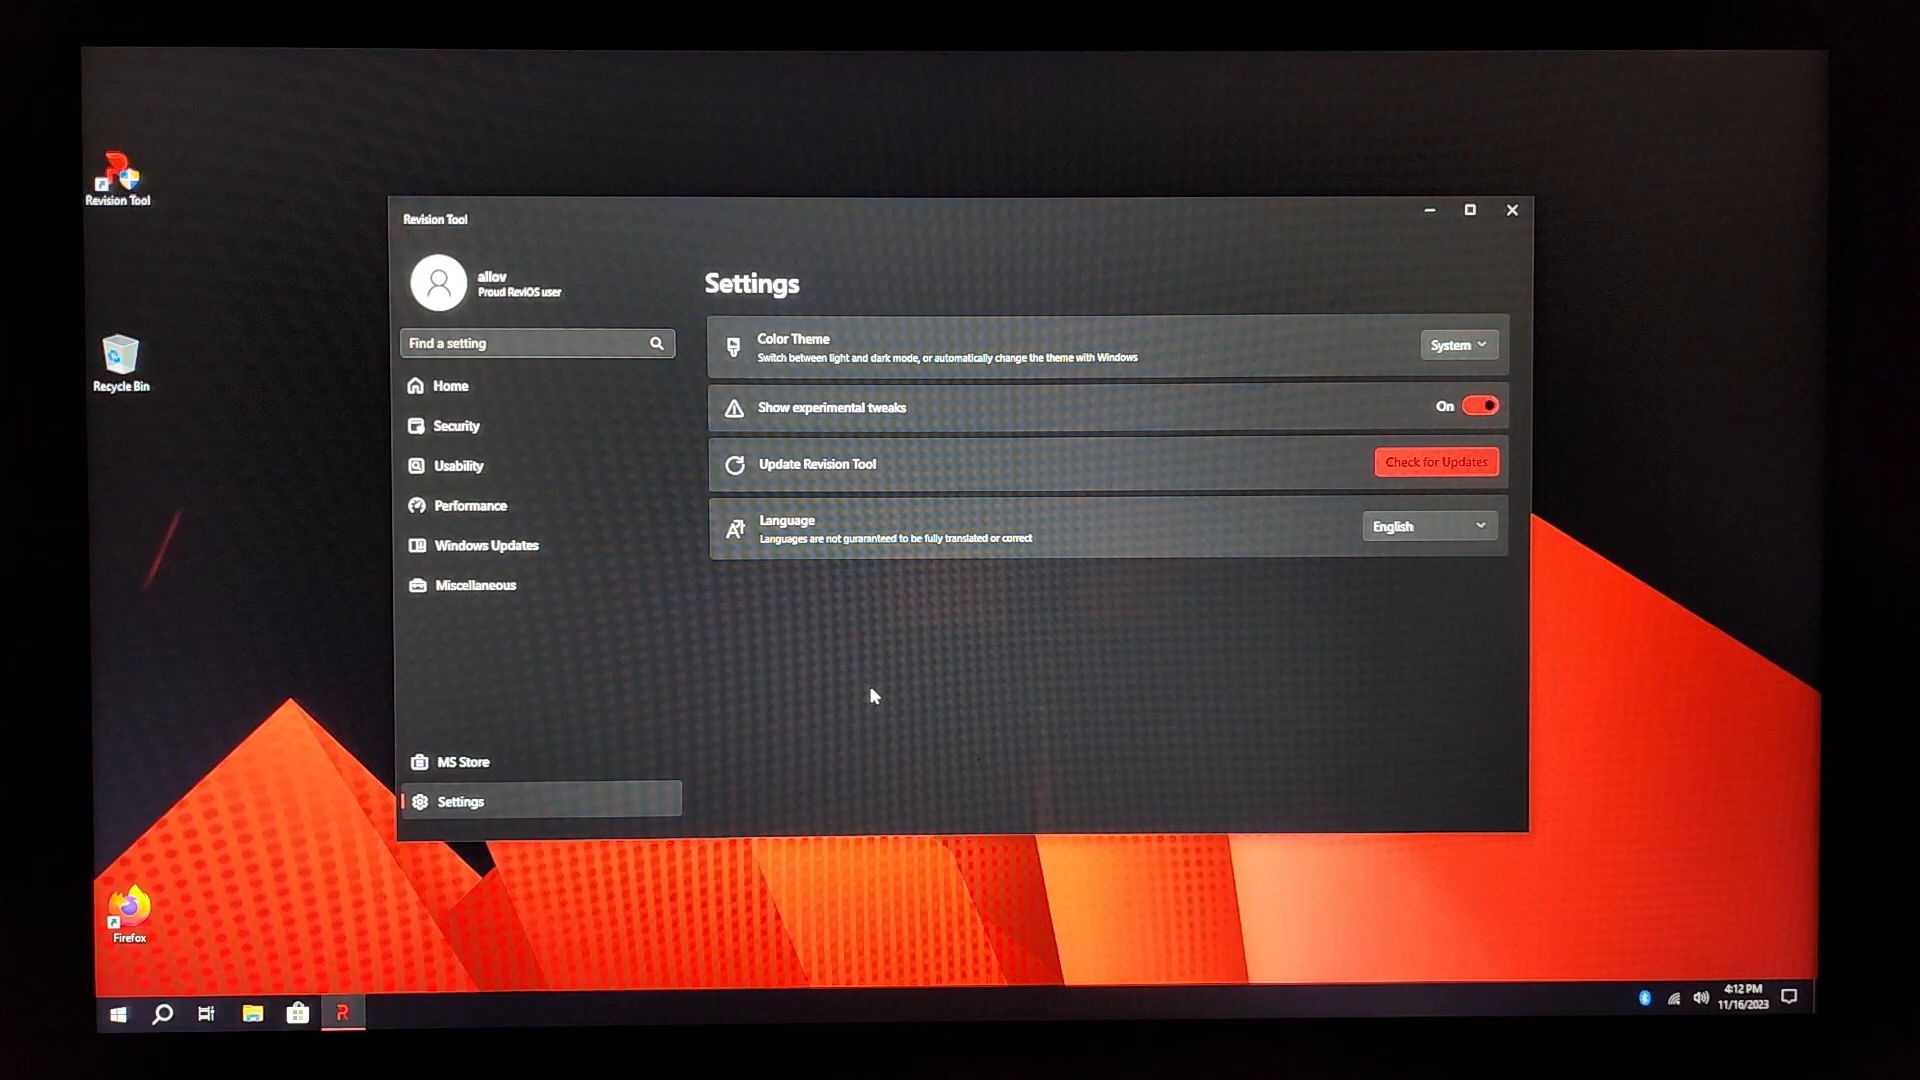 Revision Tool
Recycle Bin
Firefox
Revision Tool
allov
Proud ReviOS user
Find a setting
Home
Security
Usability
Performance
Windows Updates
Miscellaneous
MS Store
Settings
Settings
Color Theme
Switch between light and dark mode, or automatically change the theme with Windows
System
Show experimental tweaks
On
Update Revision Tool
Check for Updates
Language
Languages are not guraranteed to be fully translated or correct
English
4:12 PM
11/16/2023